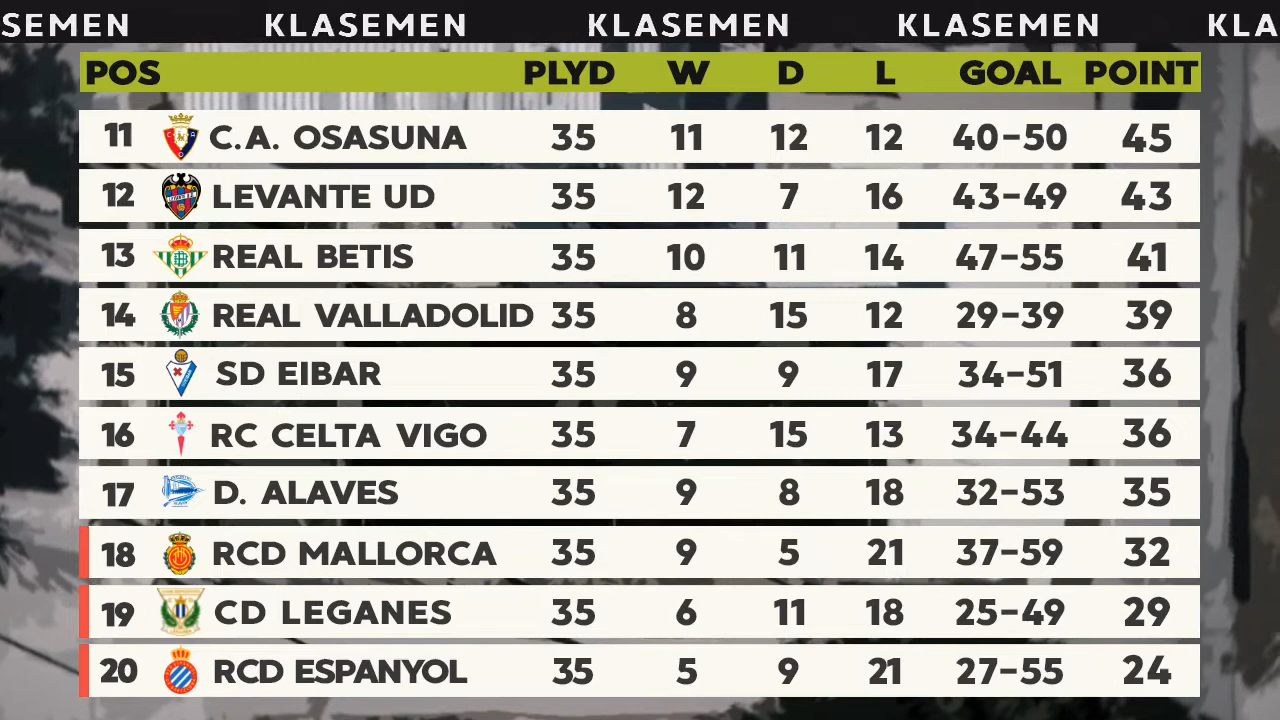 SEMEN KLASEMEN KLASEMEN KLASEMEN KLA
POS PLYD W D L GOAL POINT
11 C.A. OSASUNA 35 11 12 12 40-50 45
12 LEVANTE UD 35 12 7 16 43-49 43
13 REAL BETIS 35 10 11 14 47-55 41
14 REAL VALLADOLID 35 8 15 12 29-39 39
15 SD EIBAR 35 9 9 17 34-51 36
16 RC CELTA VIGO 35 7 15 13 34-44 36
17 D. ALAVES 35 9 8 18 32-53 35
18 RCD MALLORCA 35 9 5 21 37-59 32
19 CD LEGANES 35 6 11 18 25-49 29
20 RCD ESPANYOL 35 5 9 21 27-55 24